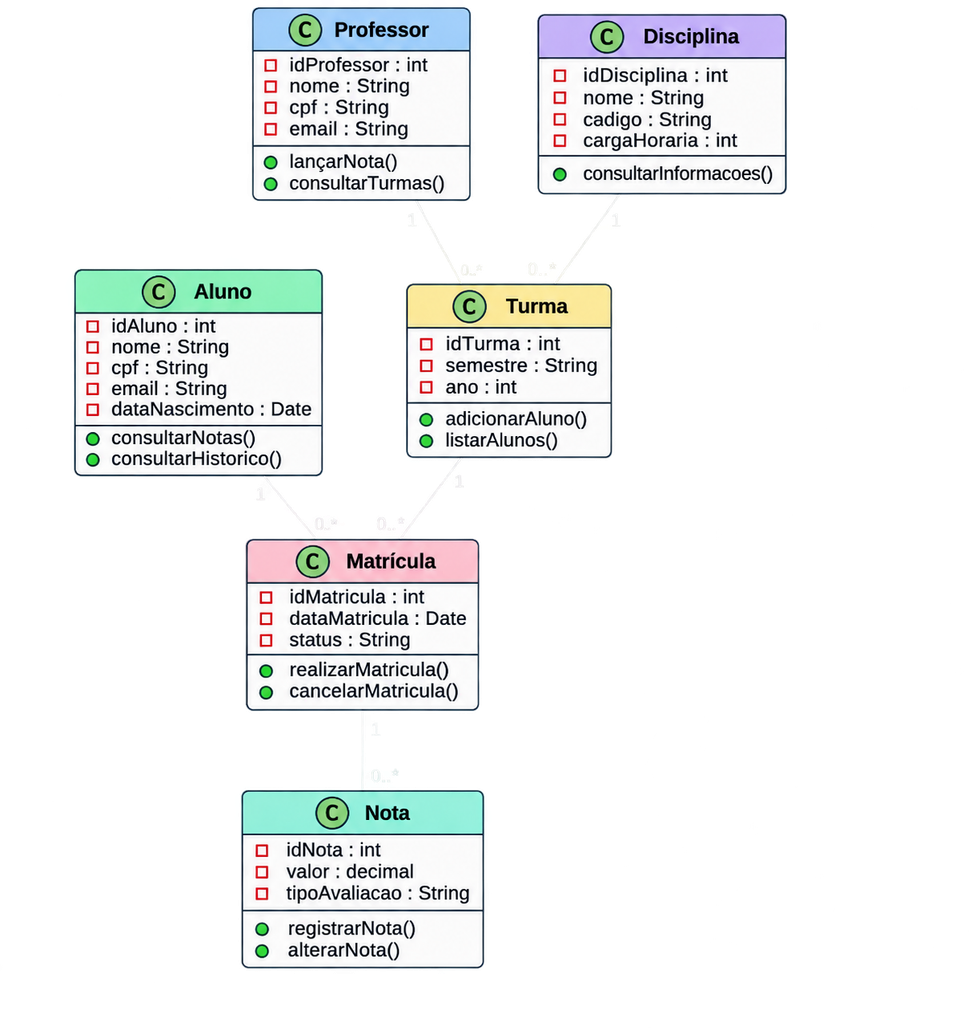 C Professor
idProfessor : int
nome : String
cpf : String
email : String
lançarNota()
consultarTurmas()
C Disciplina
idDisciplina : int
nome : String
cadigo : String
cargaHoraria : int
consultarInformacoes()
1
1
0..*
0..*
C Aluno
idAluno : int
nome : String
cpf : String
email : String
dataNascimento : Date
consultarNotas()
consultarHistorico()
C Turma
idTurma : int
semestre : String
ano : int
adicionarAluno()
listarAlunos()
1
1
0..*
0..*
C Matrícula
idMatricula : int
dataMatricula : Date
status : String
realizarMatricula()
cancelarMatricula()
1
0..*
C Nota
idNota : int
valor : decimal
tipoAvaliacao : String
registrarNota()
alterarNota()